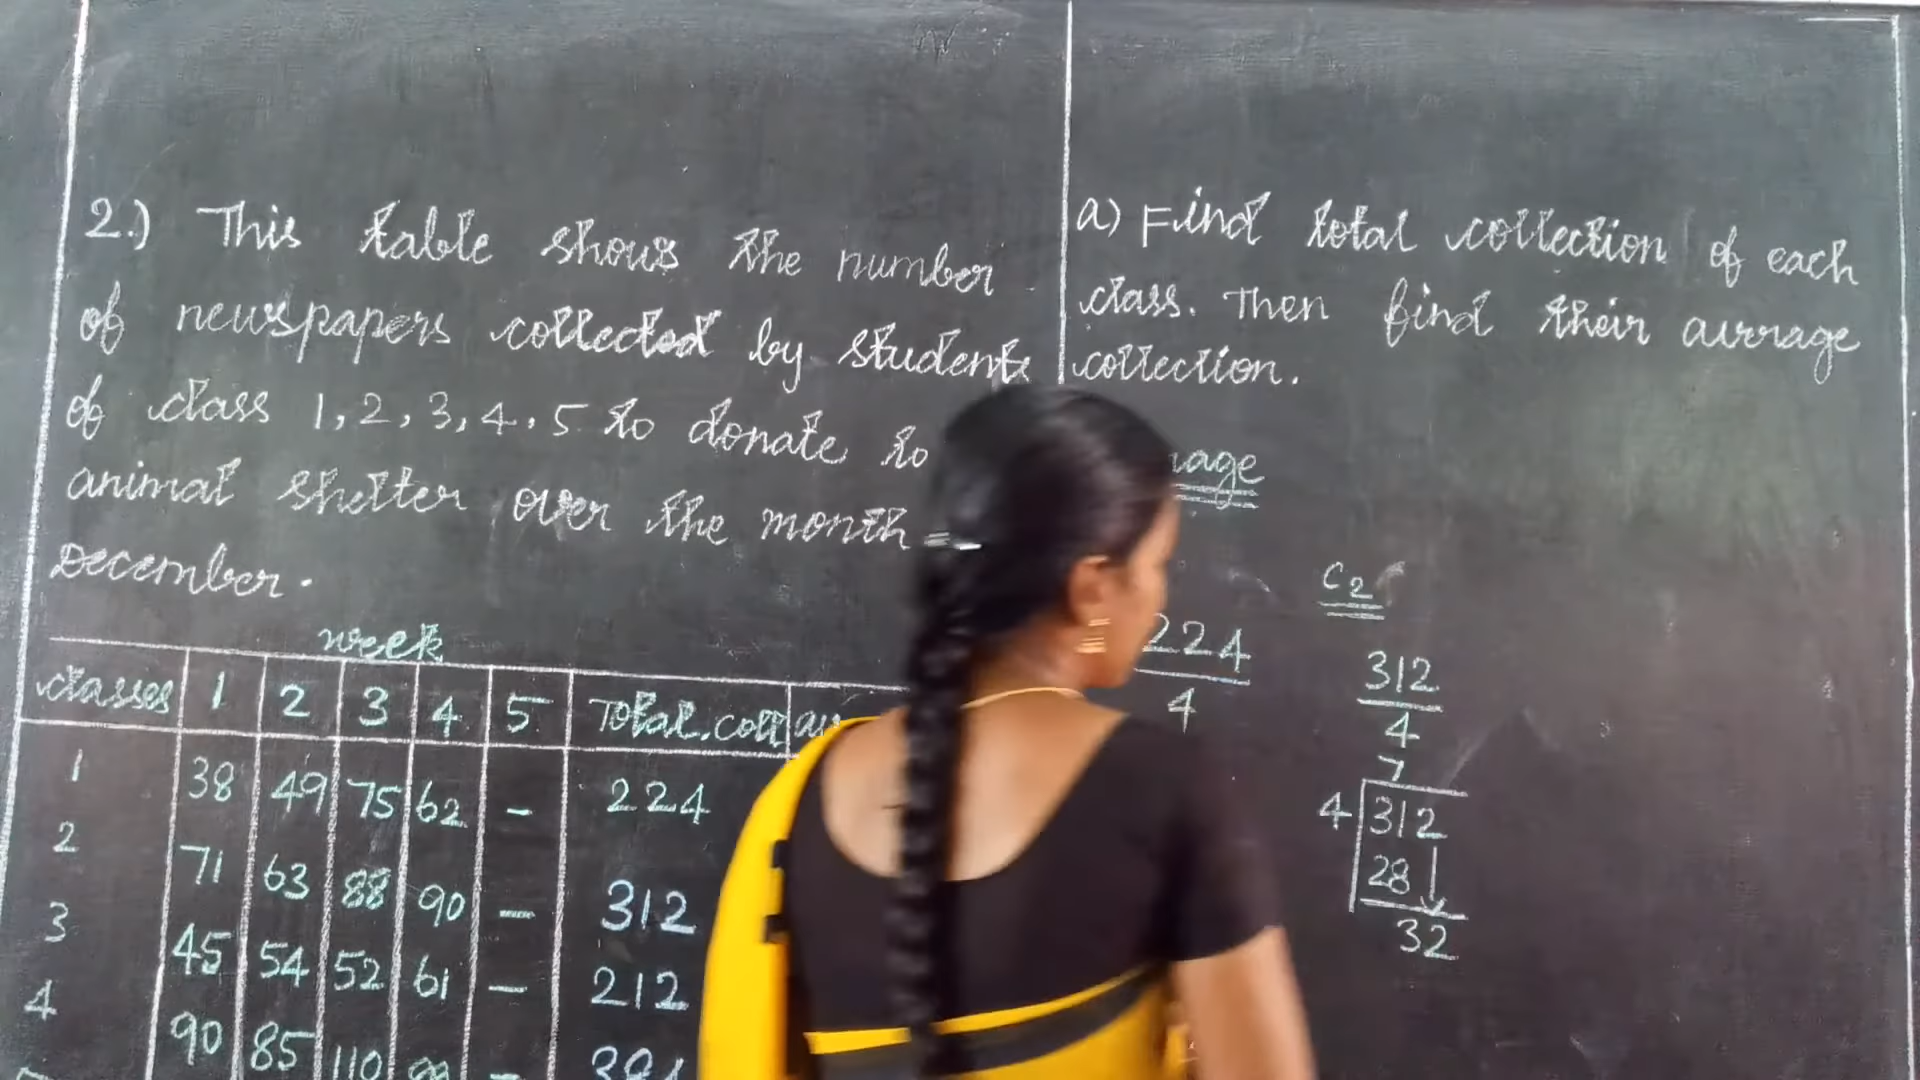 2.) This table shows the number
of newspapers collected by students
of class 1, 2, 3, 4, 5 to donate to
animal shelter over the month
December.
week
classes 1 2 3 4 5 Total.coll
1 38 49 75 62 - 224
2 71 63 88 90 - 312
3 45 54 52 61 - 212
4 90 85 110 -
a) Find total collection of each
class. Then find their average
collection.
224
4
C2
312
4
7
4 312
28
32